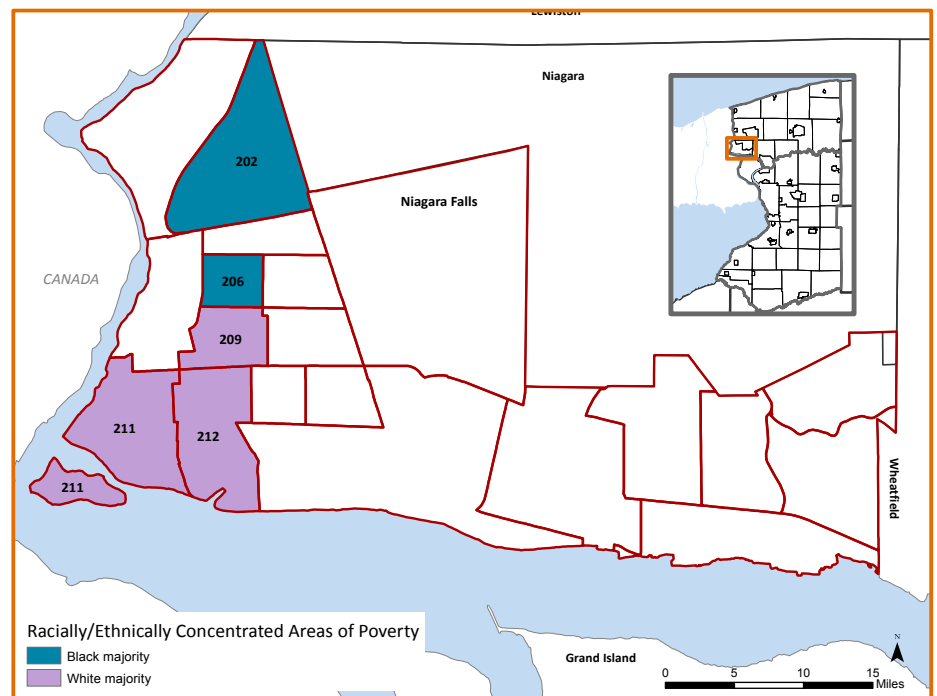 Lewiston
Niagara
202
Niagara Falls
CANADA
206
209
211
212
Wheatfield
211
Racially/Ethnically Concentrated Areas of Poverty
Black majority
White majority
Grand Island
N
0 5 10 15
Miles